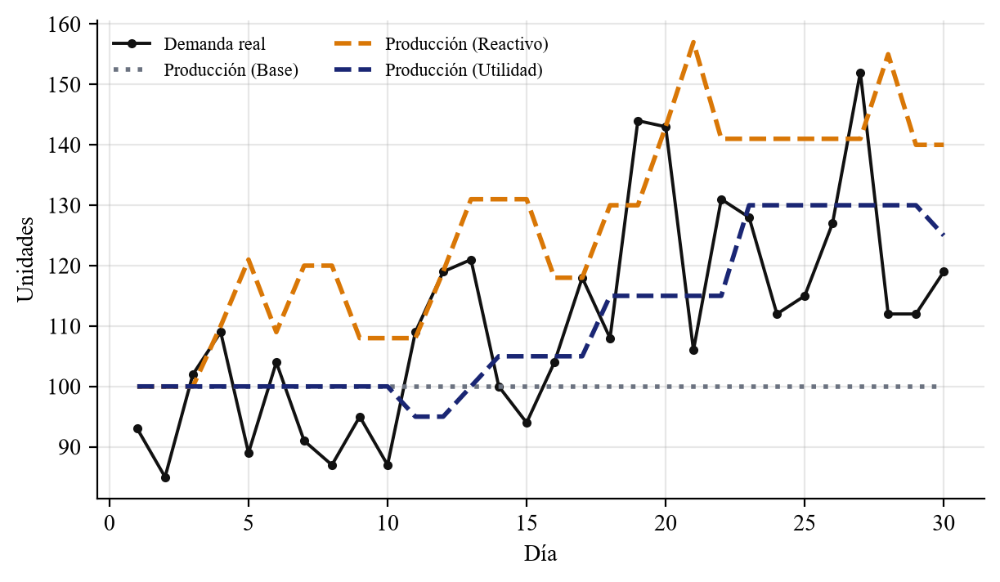 160
150
140
130
120
110
100
90
Unidades
Demanda real
Producción (Base)
Producción (Reactivo)
Producción (Utilidad)
0 5 10 15 20 25 30
Día